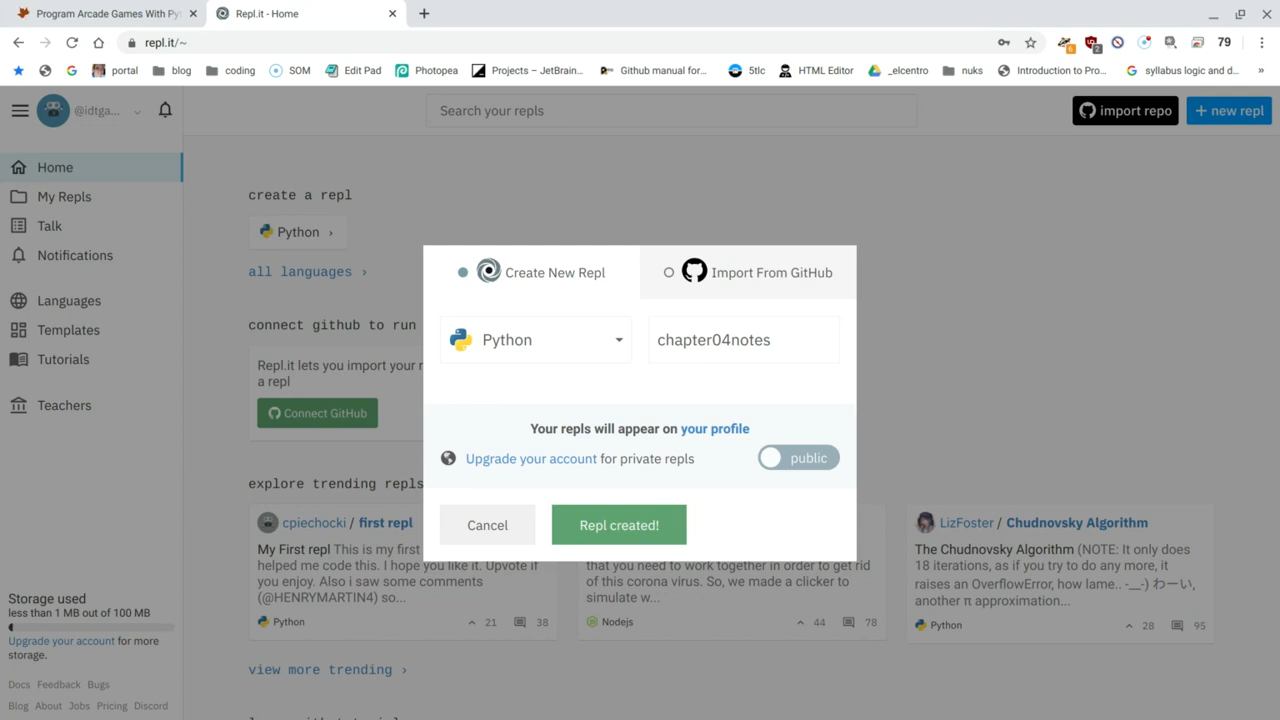 Program Arcade Games With Py
Repl.it - Home
repl.it/~
6
2
79
portal
blog
coding
SOM
Edit Pad
Photopea
Projects – JetBrain...
Github manual for...
5tlc
HTML Editor
_elcentro
nuks
Introduction to Pro...
syllabus logic and d...
»
@idtga...
Search your repls
import repo
+ new repl
Home
My Repls
Talk
Notifications
Languages
Templates
Tutorials
Teachers
Storage used
less than 1 MB out of 100 MB
Upgrade your account for more
storage.
Docs Feedback Bugs
Blog About Jobs Pricing Discord
create a repl
Python ›
all languages ›
connect github to run
Repl.it lets you import your r
a repl
Connect GitHub
explore trending repls
cpiechocki / first repl
My First repl This is my first
helped me code this. I hope you like it. Upvote if
you enjoy. Also i saw some comments
(@HENRYMARTIN4) so...
Python
21
38
that you need to work together in order to get rid
of this corona virus. So, we made a clicker to
simulate w...
Nodejs
44
78
LizFoster / Chudnovsky Algorithm
The Chudnovsky Algorithm (NOTE: It only does
18 iterations, as if you try to do any more, it
raises an OverflowError, how lame.. -__-) わーい,
another π approximation...
Python
28
95
view more trending ›
Create New Repl
Import From GitHub
Python
chapter04notes
Your repls will appear on your profile
Upgrade your account for private repls
public
Cancel
Repl created!